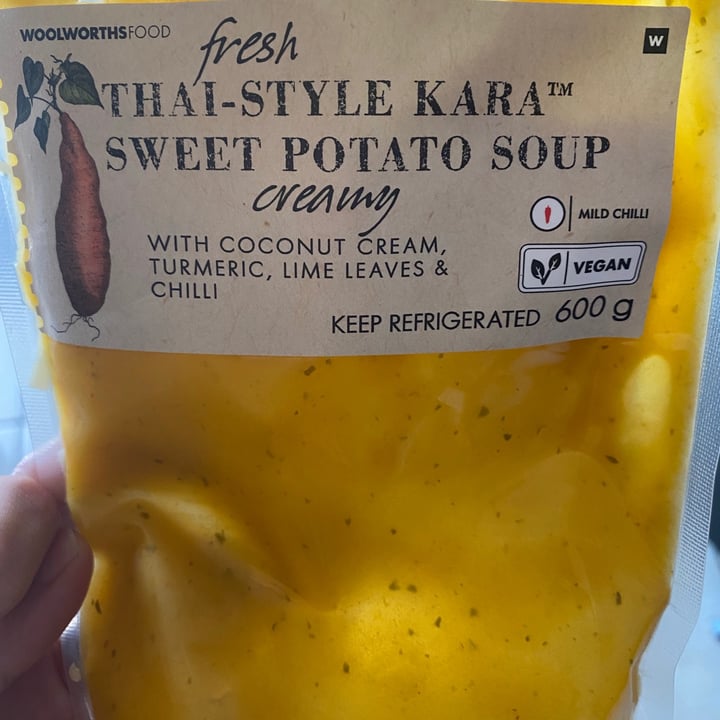 WOOLWORTHSFOOD
W
fresh
THAI-STYLE KARA™
SWEET POTATO SOUP
creamy
MILD CHILLI
WITH COCONUT CREAM,
TURMERIC, LIME LEAVES &
CHILLI
VEGAN
KEEP REFRIGERATED 600 g